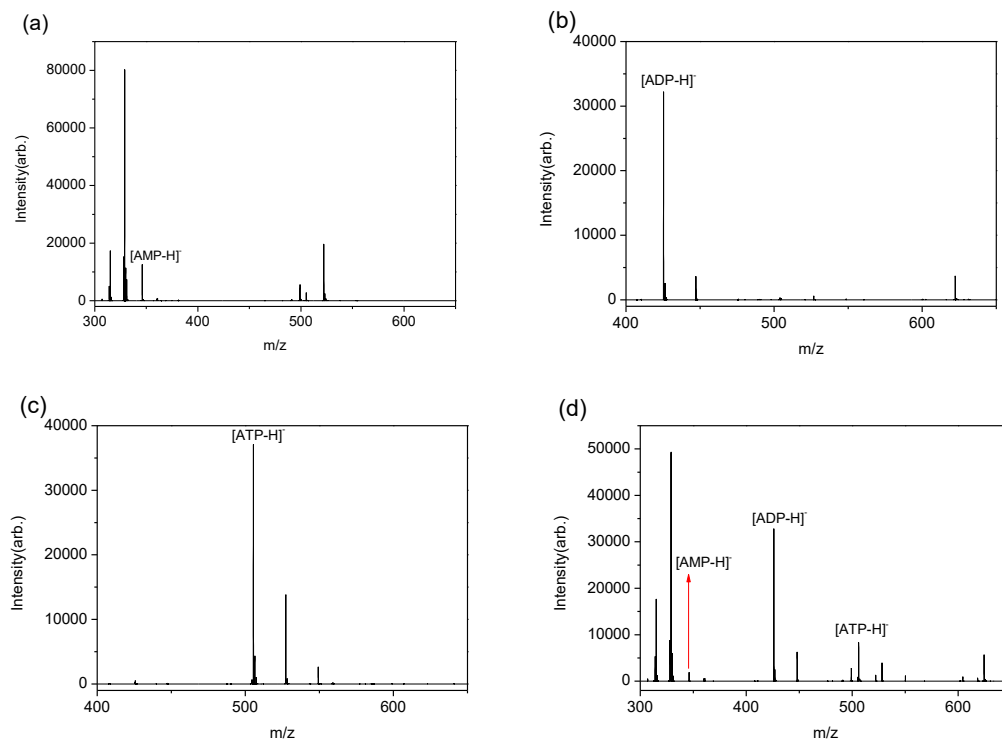 (a)
80000
60000
40000
20000
0
Intensity(arb.)
[AMP-H]⁻
300 400 500 600
m/z
(b)
40000
30000
20000
10000
0
Intensity(arb.)
[ADP-H]⁻
400 500 600
m/z
(c)
40000
30000
20000
10000
0
Intensity(arb.)
[ATP-H]⁻
400 500 600
m/z
(d)
50000
40000
30000
20000
10000
0
Intensity(arb.)
[ADP-H]⁻
[AMP-H]⁻
[ATP-H]⁻
300 400 500 600
m/z